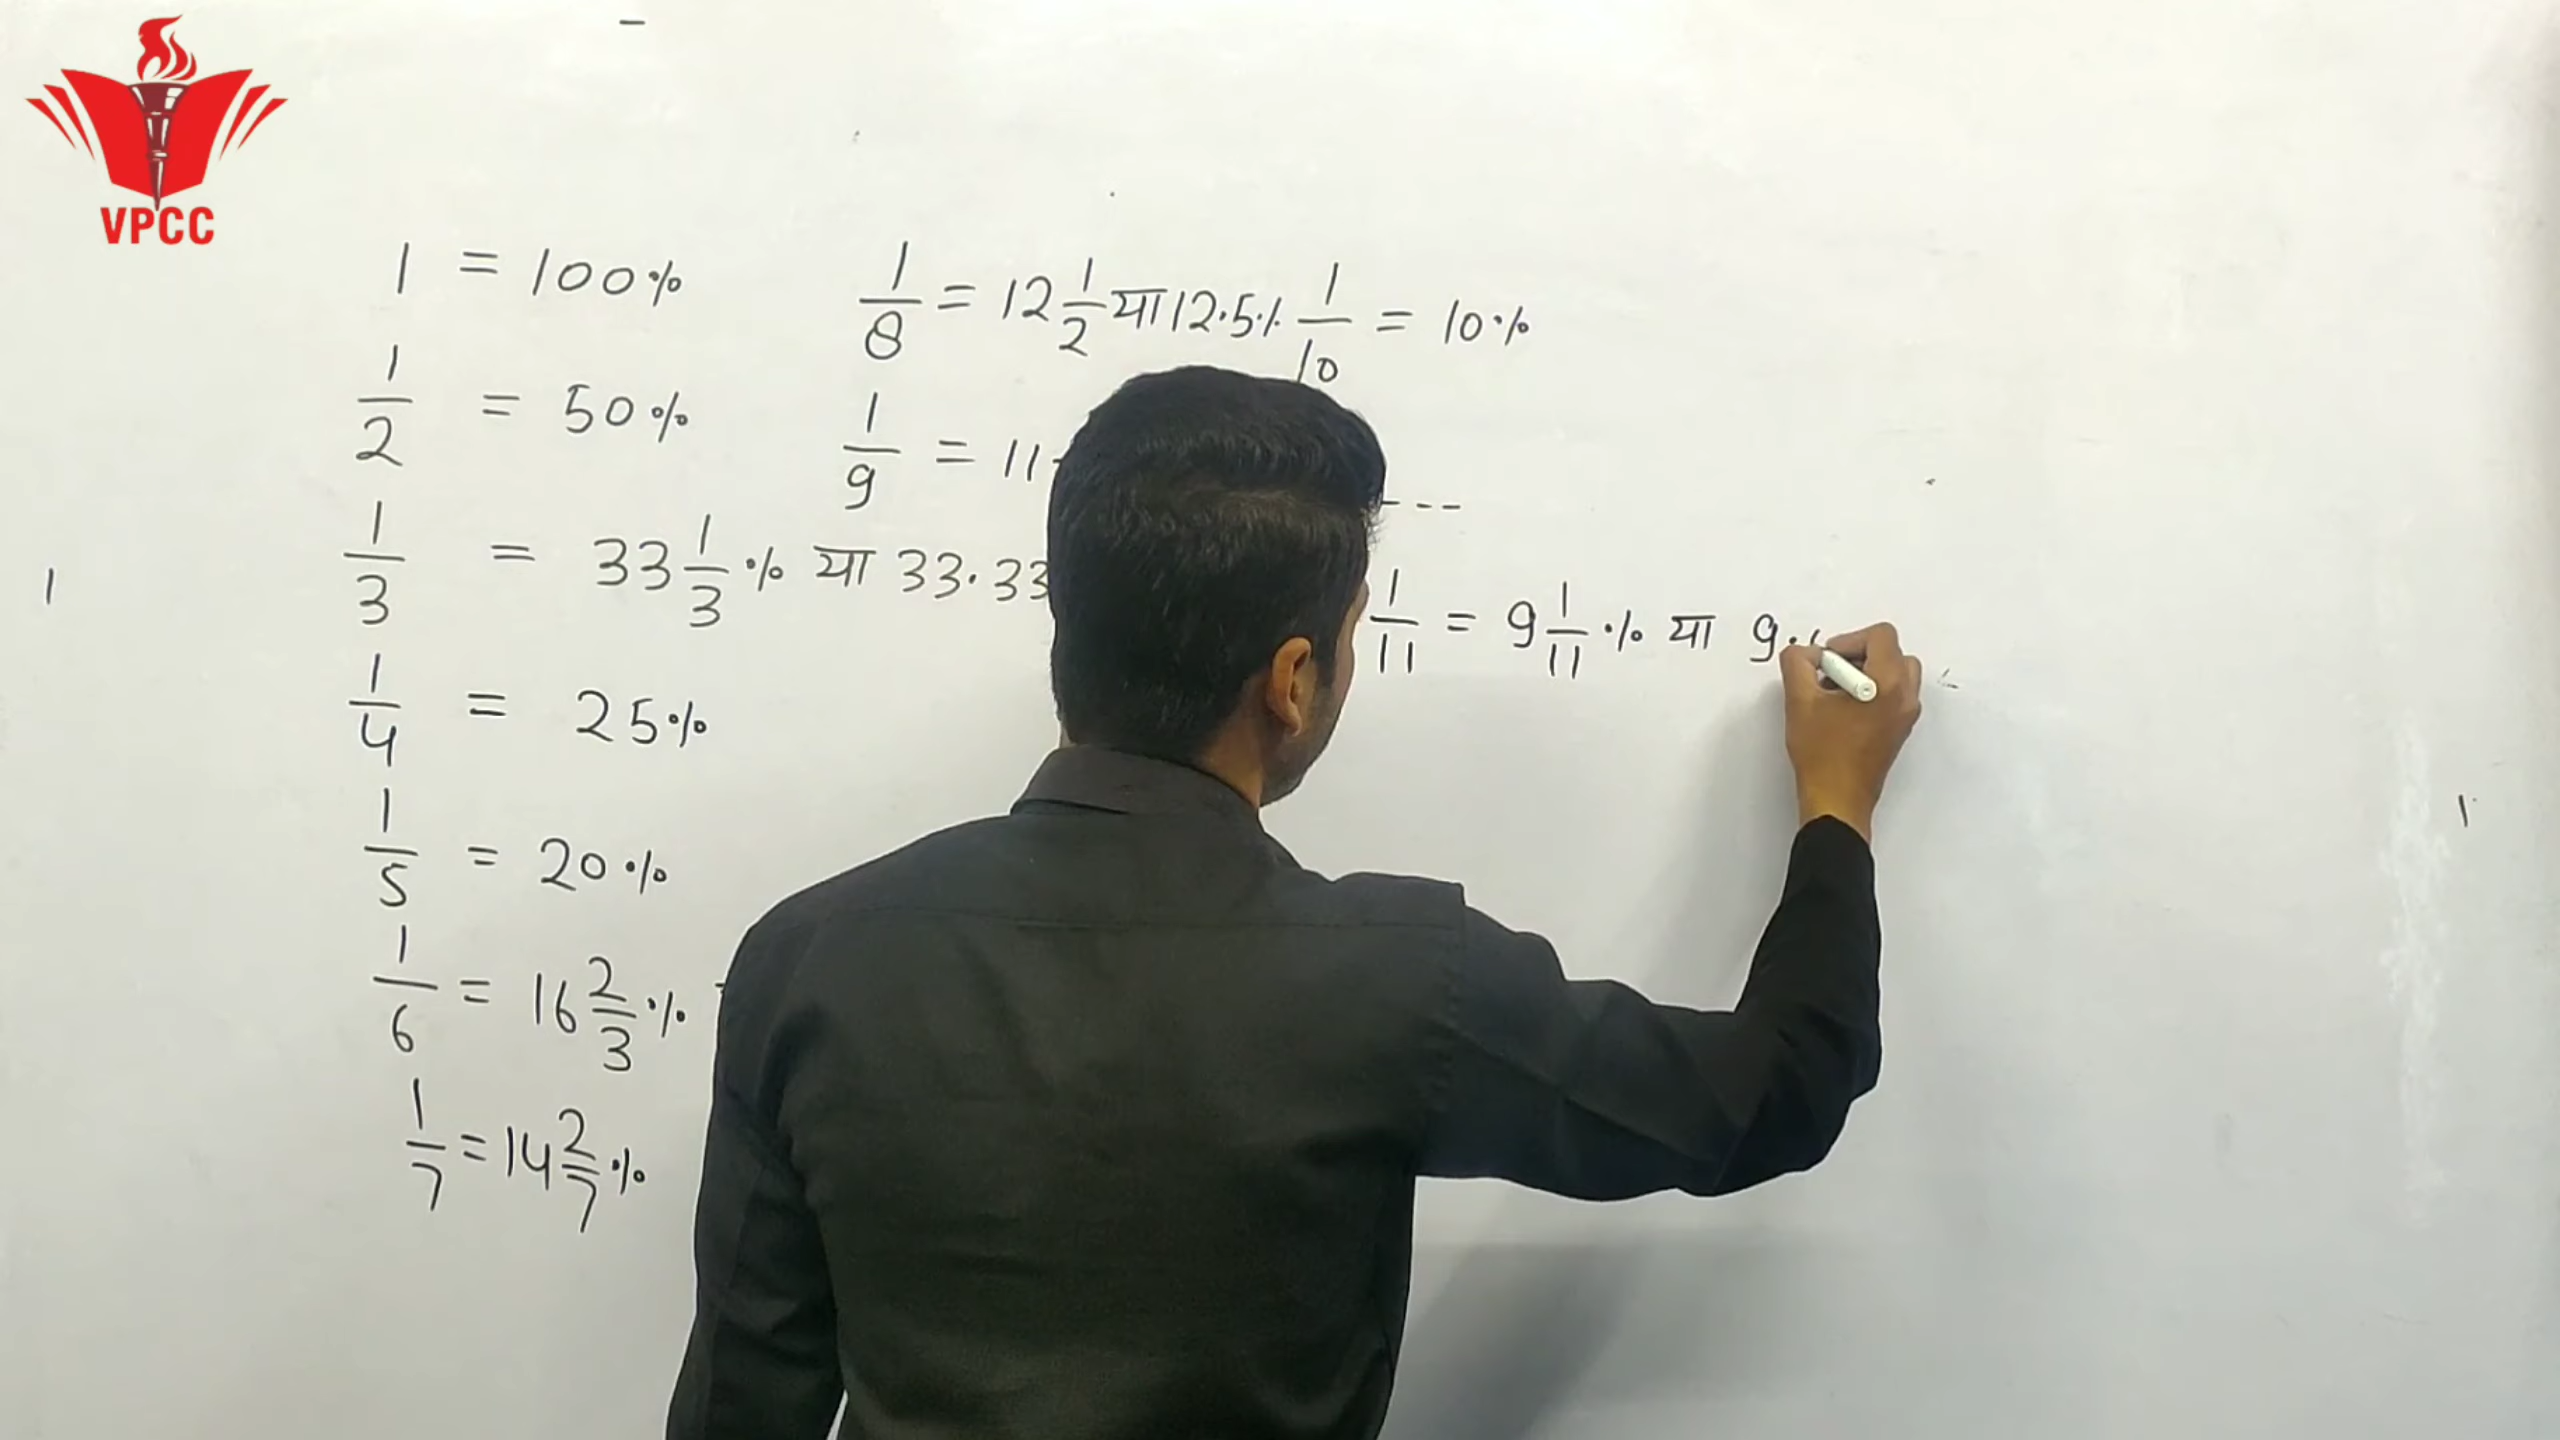 VPCC
1 = 100%
1/2 = 50%
1/3 = 33 1/3 % या 33.33
1/4 = 25%
1/5 = 20%
1/6 = 16 2/3 %
1/7 = 14 2/7 %
1/8 = 12 1/2 या 12.5%
1/9 = 11
1/10 = 10%
1/11 = 9 1/11 % या 9.